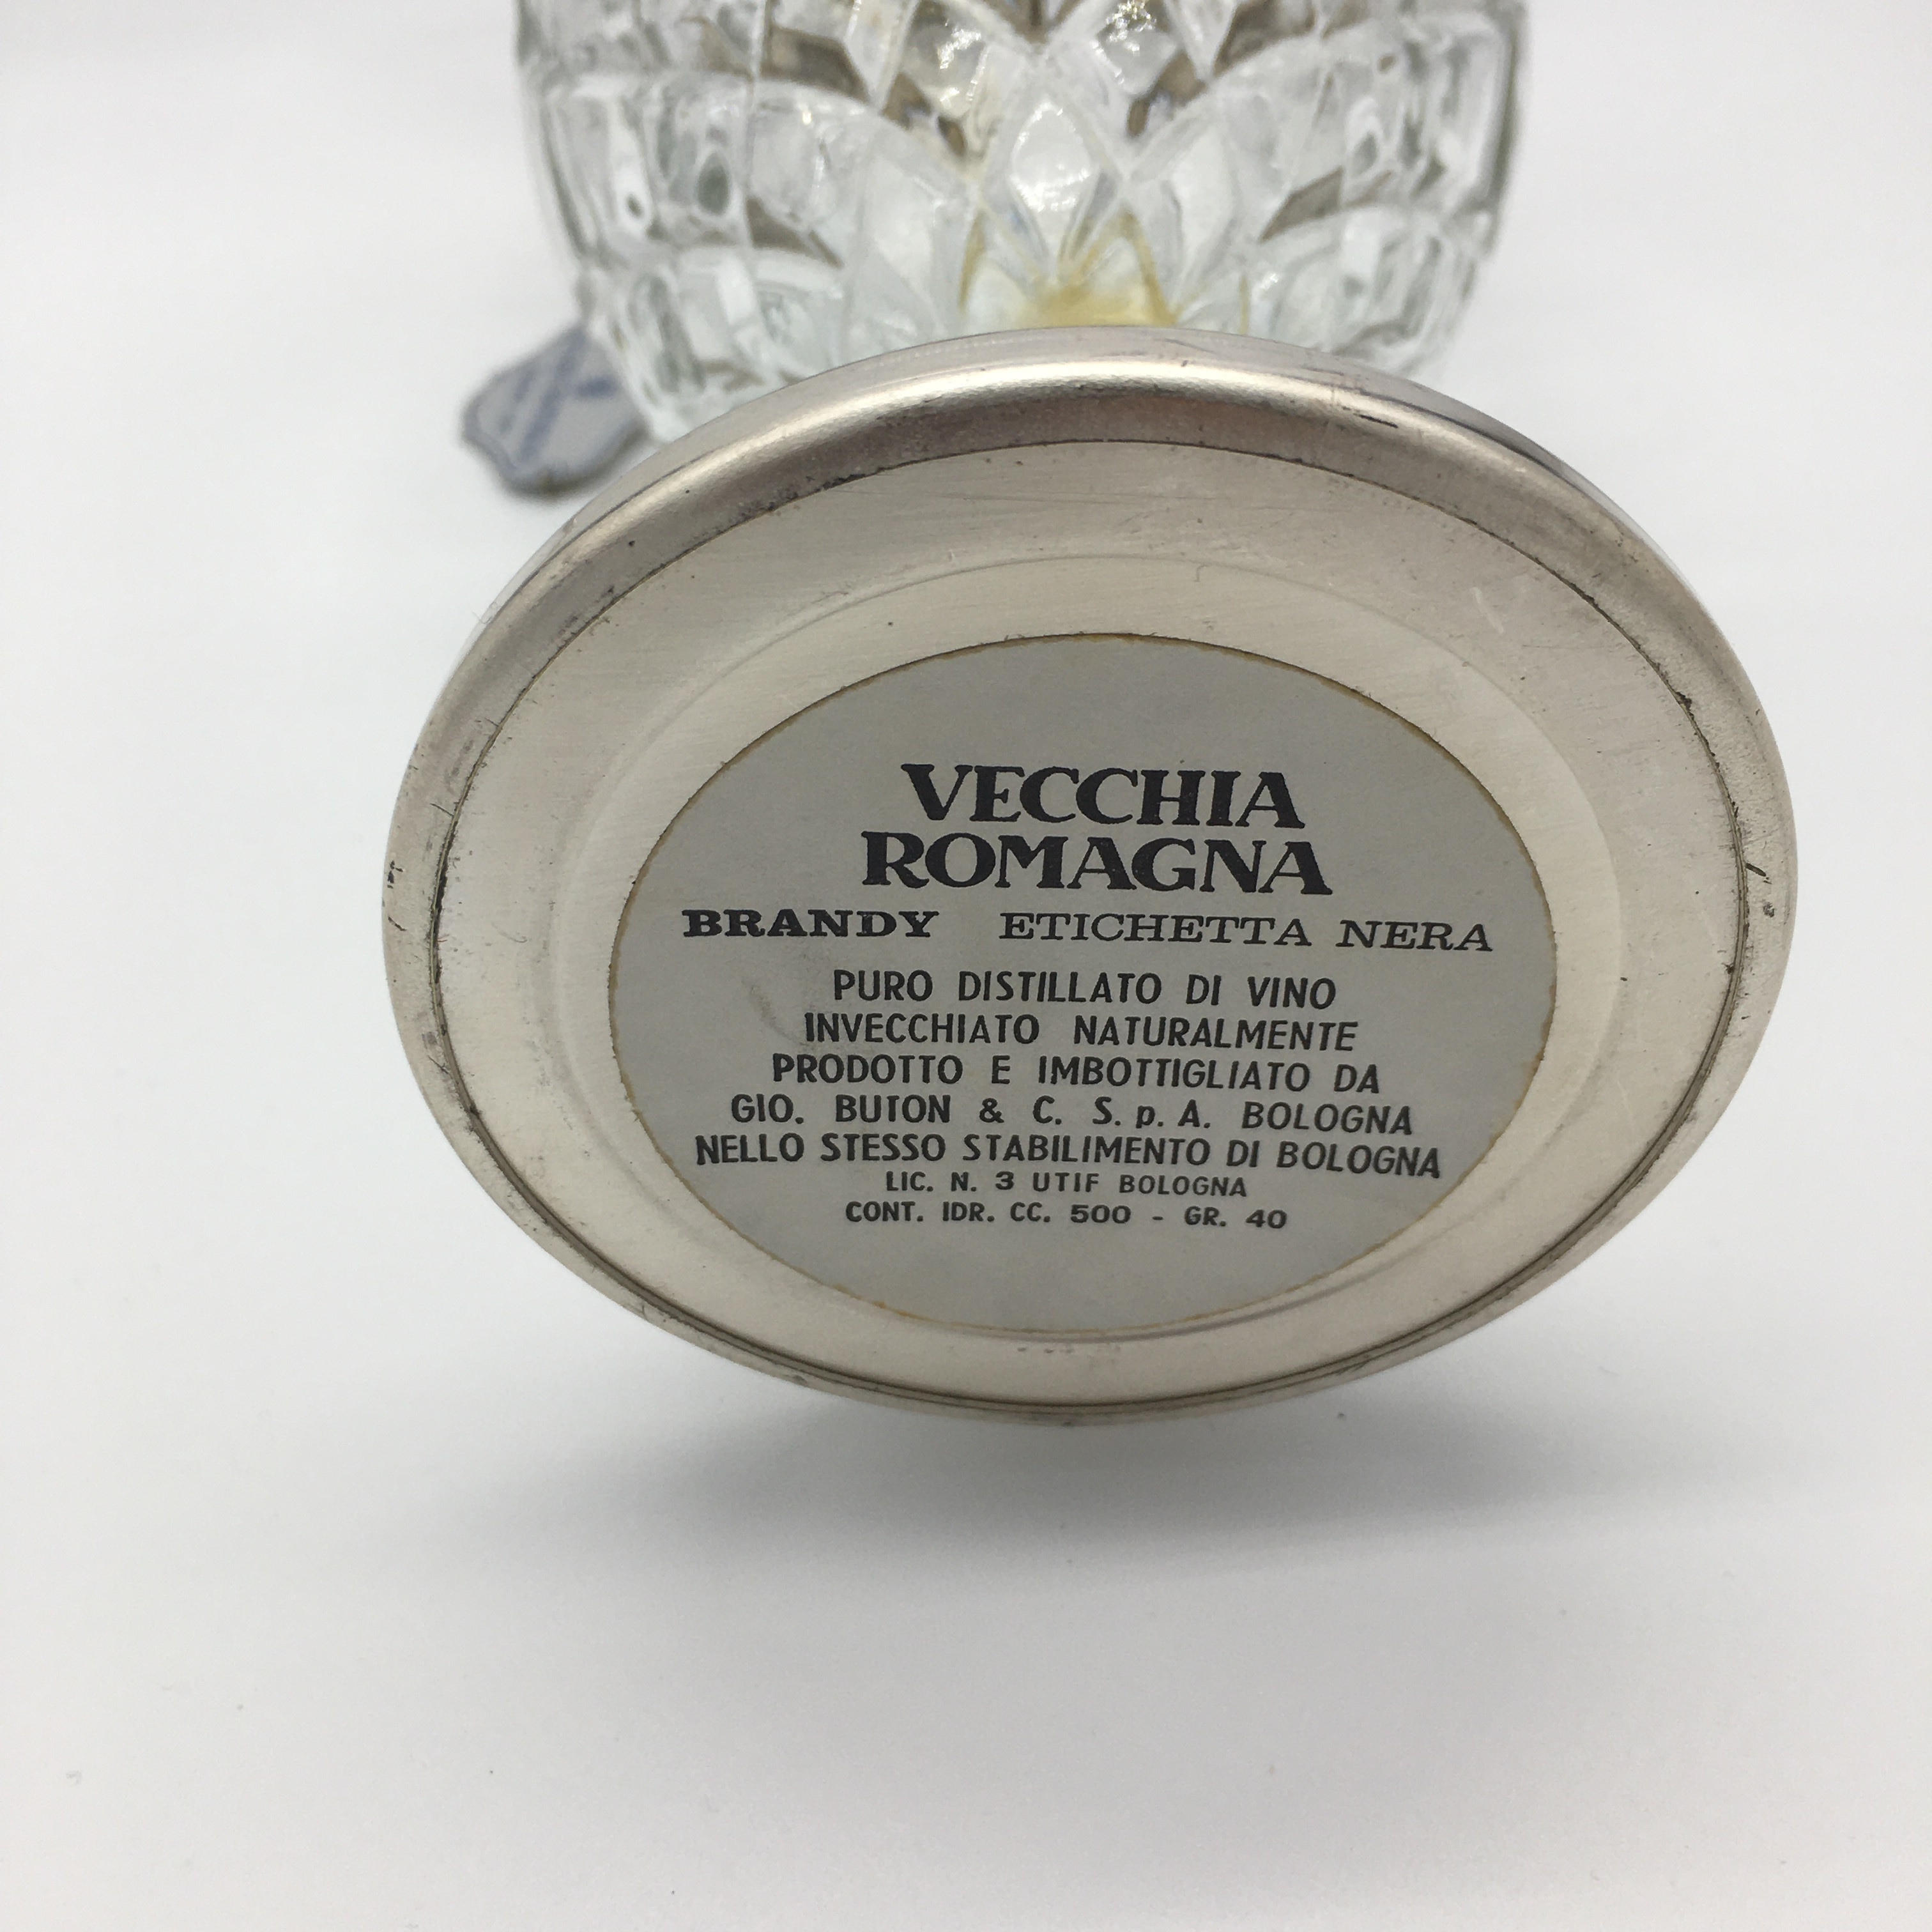 VECCHIA
ROMAGNA
BRANDY ETICHETTA NERA
PURO DISTILLATO DI VINO
INVECCHIATO NATURALMENTE
PRODOTTO E IMBOTTIGLIATO DA
GIO. BUTON & C. S.p.A. BOLOGNA
NELLO STESSO STABILIMENTO DI BOLOGNA
LIC. N. 3 UTIF BOLOGNA
CONT. IDR. CC. 500 - GR. 40